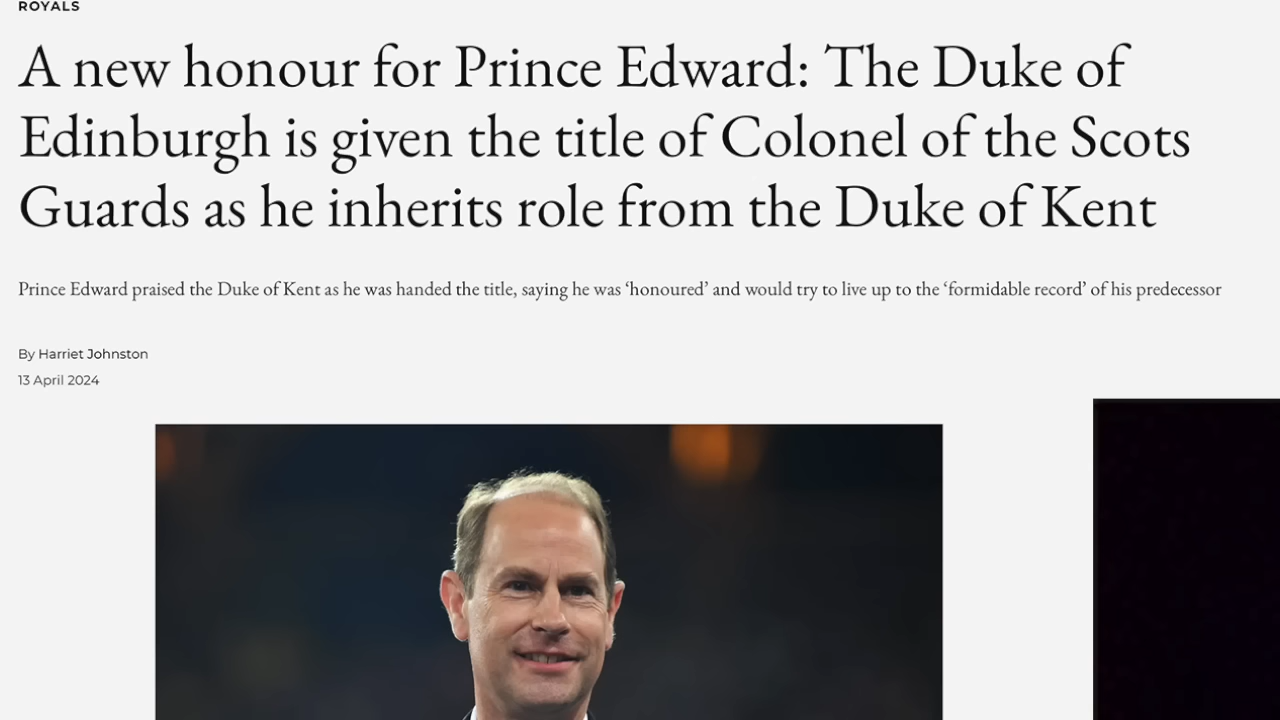 ROYALS
A new honour for Prince Edward: The Duke of
Edinburgh is given the title of Colonel of the Scots
Guards as he inherits role from the Duke of Kent
Prince Edward praised the Duke of Kent as he was handed the title, saying he was ‘honoured’ and would try to live up to the ‘formidable record’ of his predecessor
By Harriet Johnston
13 April 2024